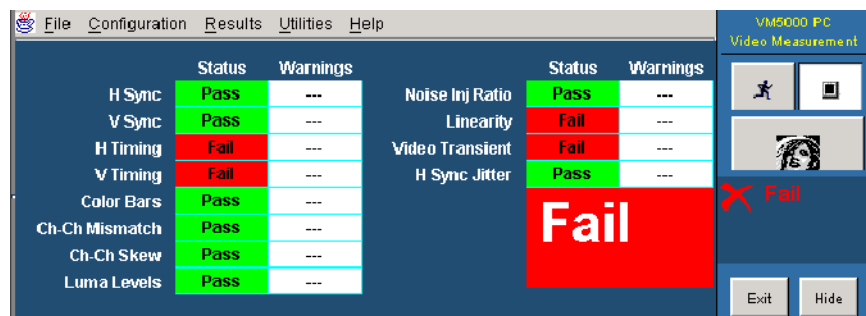 File Configuration Results Utilities Help
VM5000 PC
Video Measurement
Status Warnings Status Warnings
H Sync Pass --- Noise Inj Ratio Pass ---
V Sync Pass --- Linearity Fail ---
H Timing Fail --- Video Transient Fail ---
V Timing Fail --- H Sync Jitter Pass ---
Color Bars Pass ---
Ch-Ch Mismatch Pass ---
Ch-Ch Skew Pass ---
Luma Levels Pass ---
Fail
Fail
Exit Hide